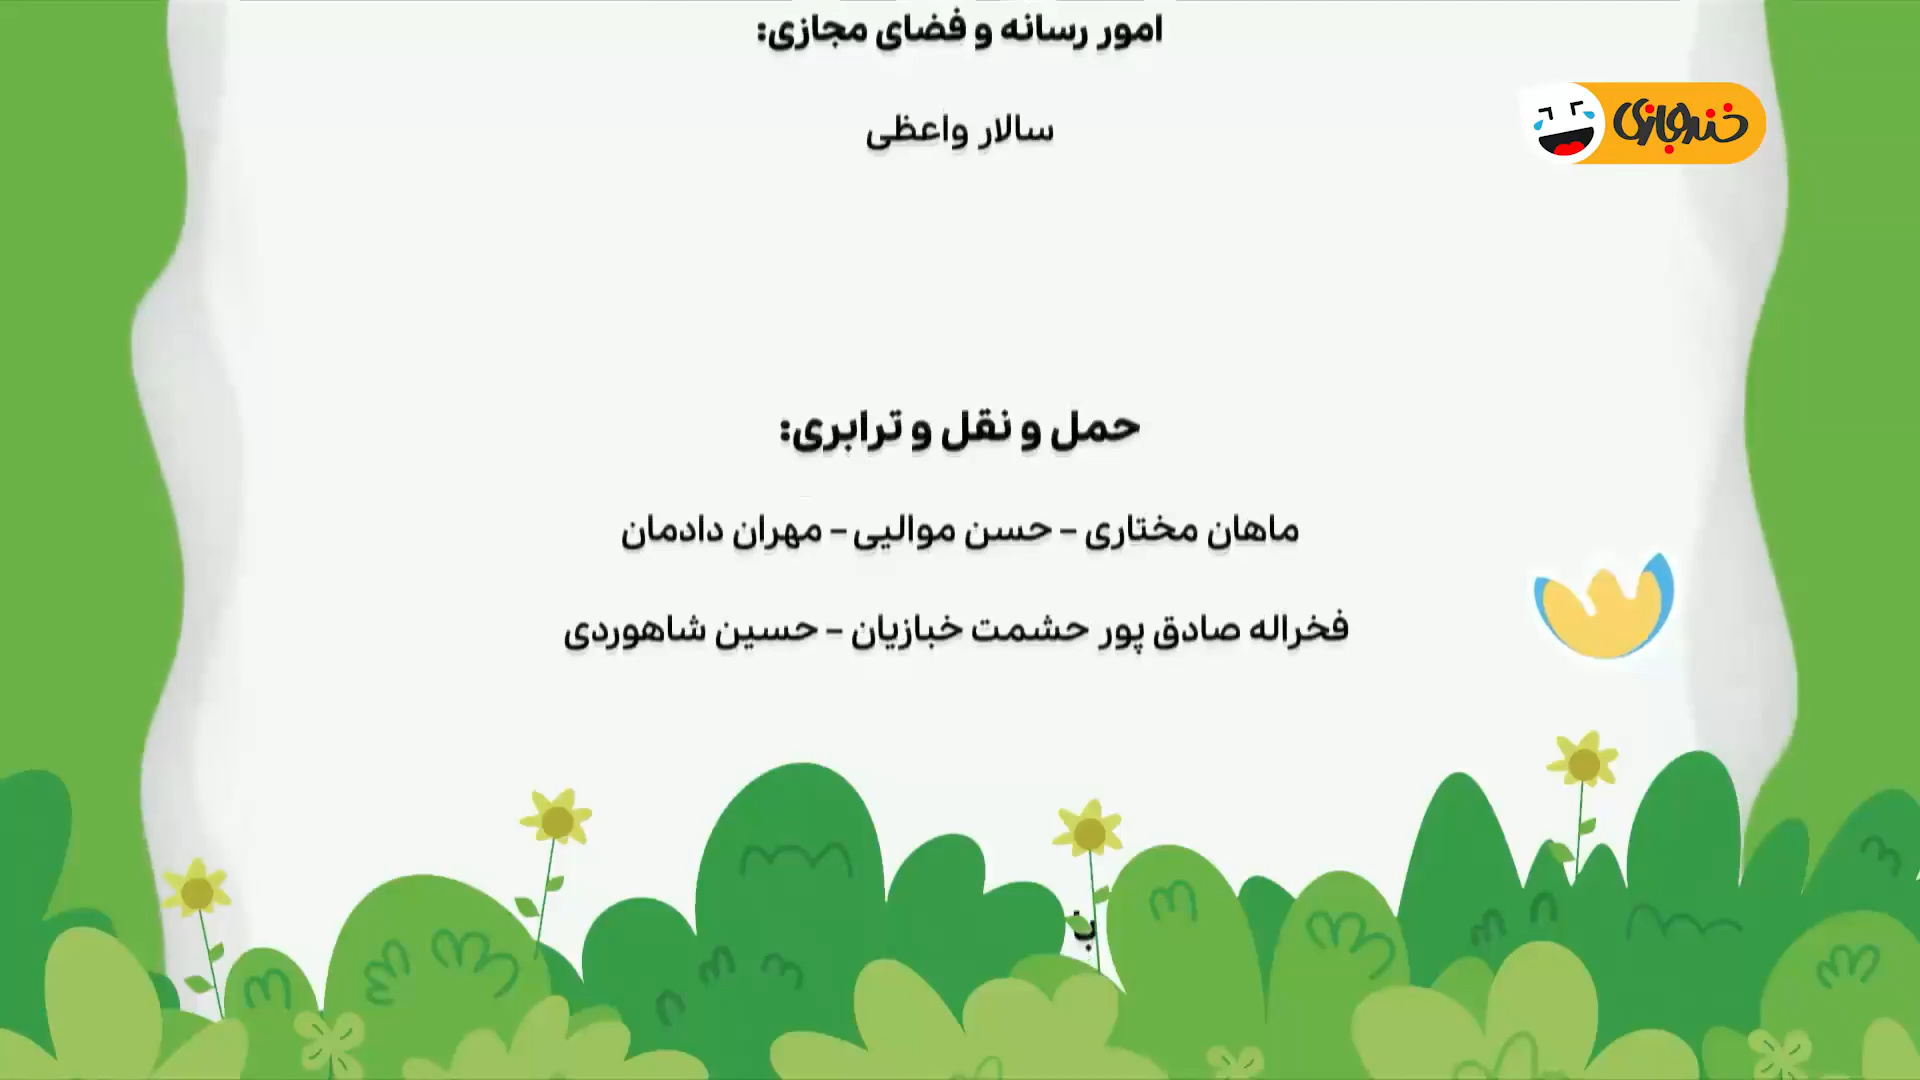 امور رسانه و فضای مجازی:
خندوبازی
سالار واعظی
حمل و نقل و ترابری:
ماهان مختاری – حسن موالیی – مهران دادمان
فخراله صادق پور حشمت خبازیان – حسین شاهوردی